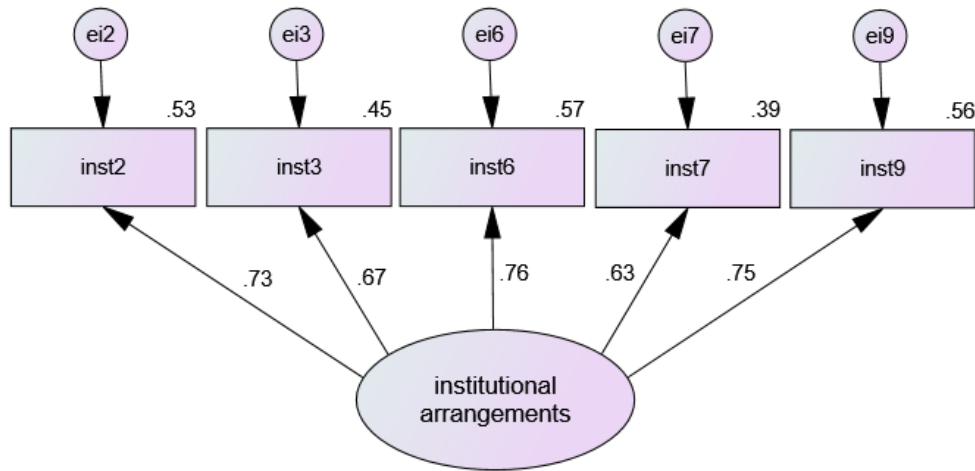 ei2 ei3 ei6 ei7 ei9
.53 .45 .57 .39 .56
inst2 inst3 inst6 inst7 inst9
.73 .67 .76 .63 .75
institutional
arrangements